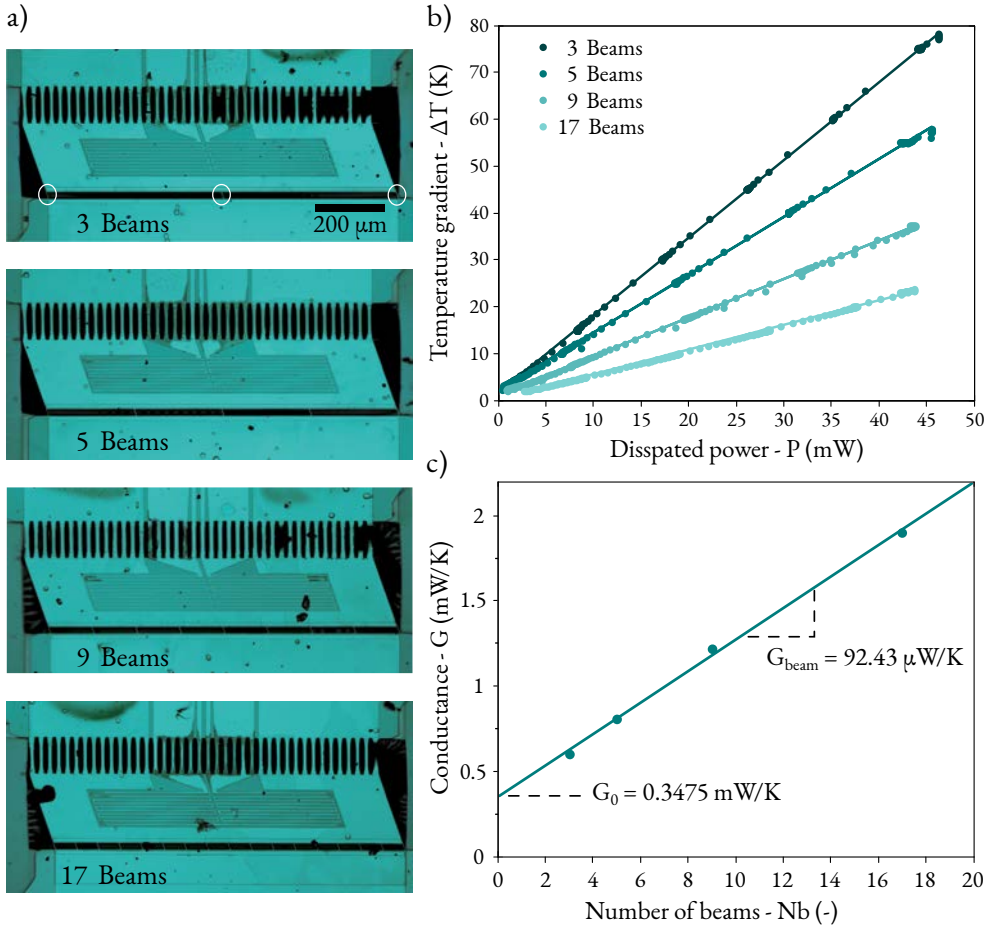 a)
3 Beams
200 μm
5 Beams
9 Beams
17 Beams
b)
80
70
60
50
40
30
20
10
0
Temperature gradient - ΔT (K)
3 Beams
5 Beams
9 Beams
17 Beams
0 5 10 15 20 25 30 35 40 45 50
Disspated power - P (mW)
c)
2
1.5
1
0.5
0
Conductance - G (mW/K)
G_beam = 92.43 μW/K
G_0 = 0.3475 mW/K
0 2 4 6 8 10 12 14 16 18 20
Number of beams - Nb (-)